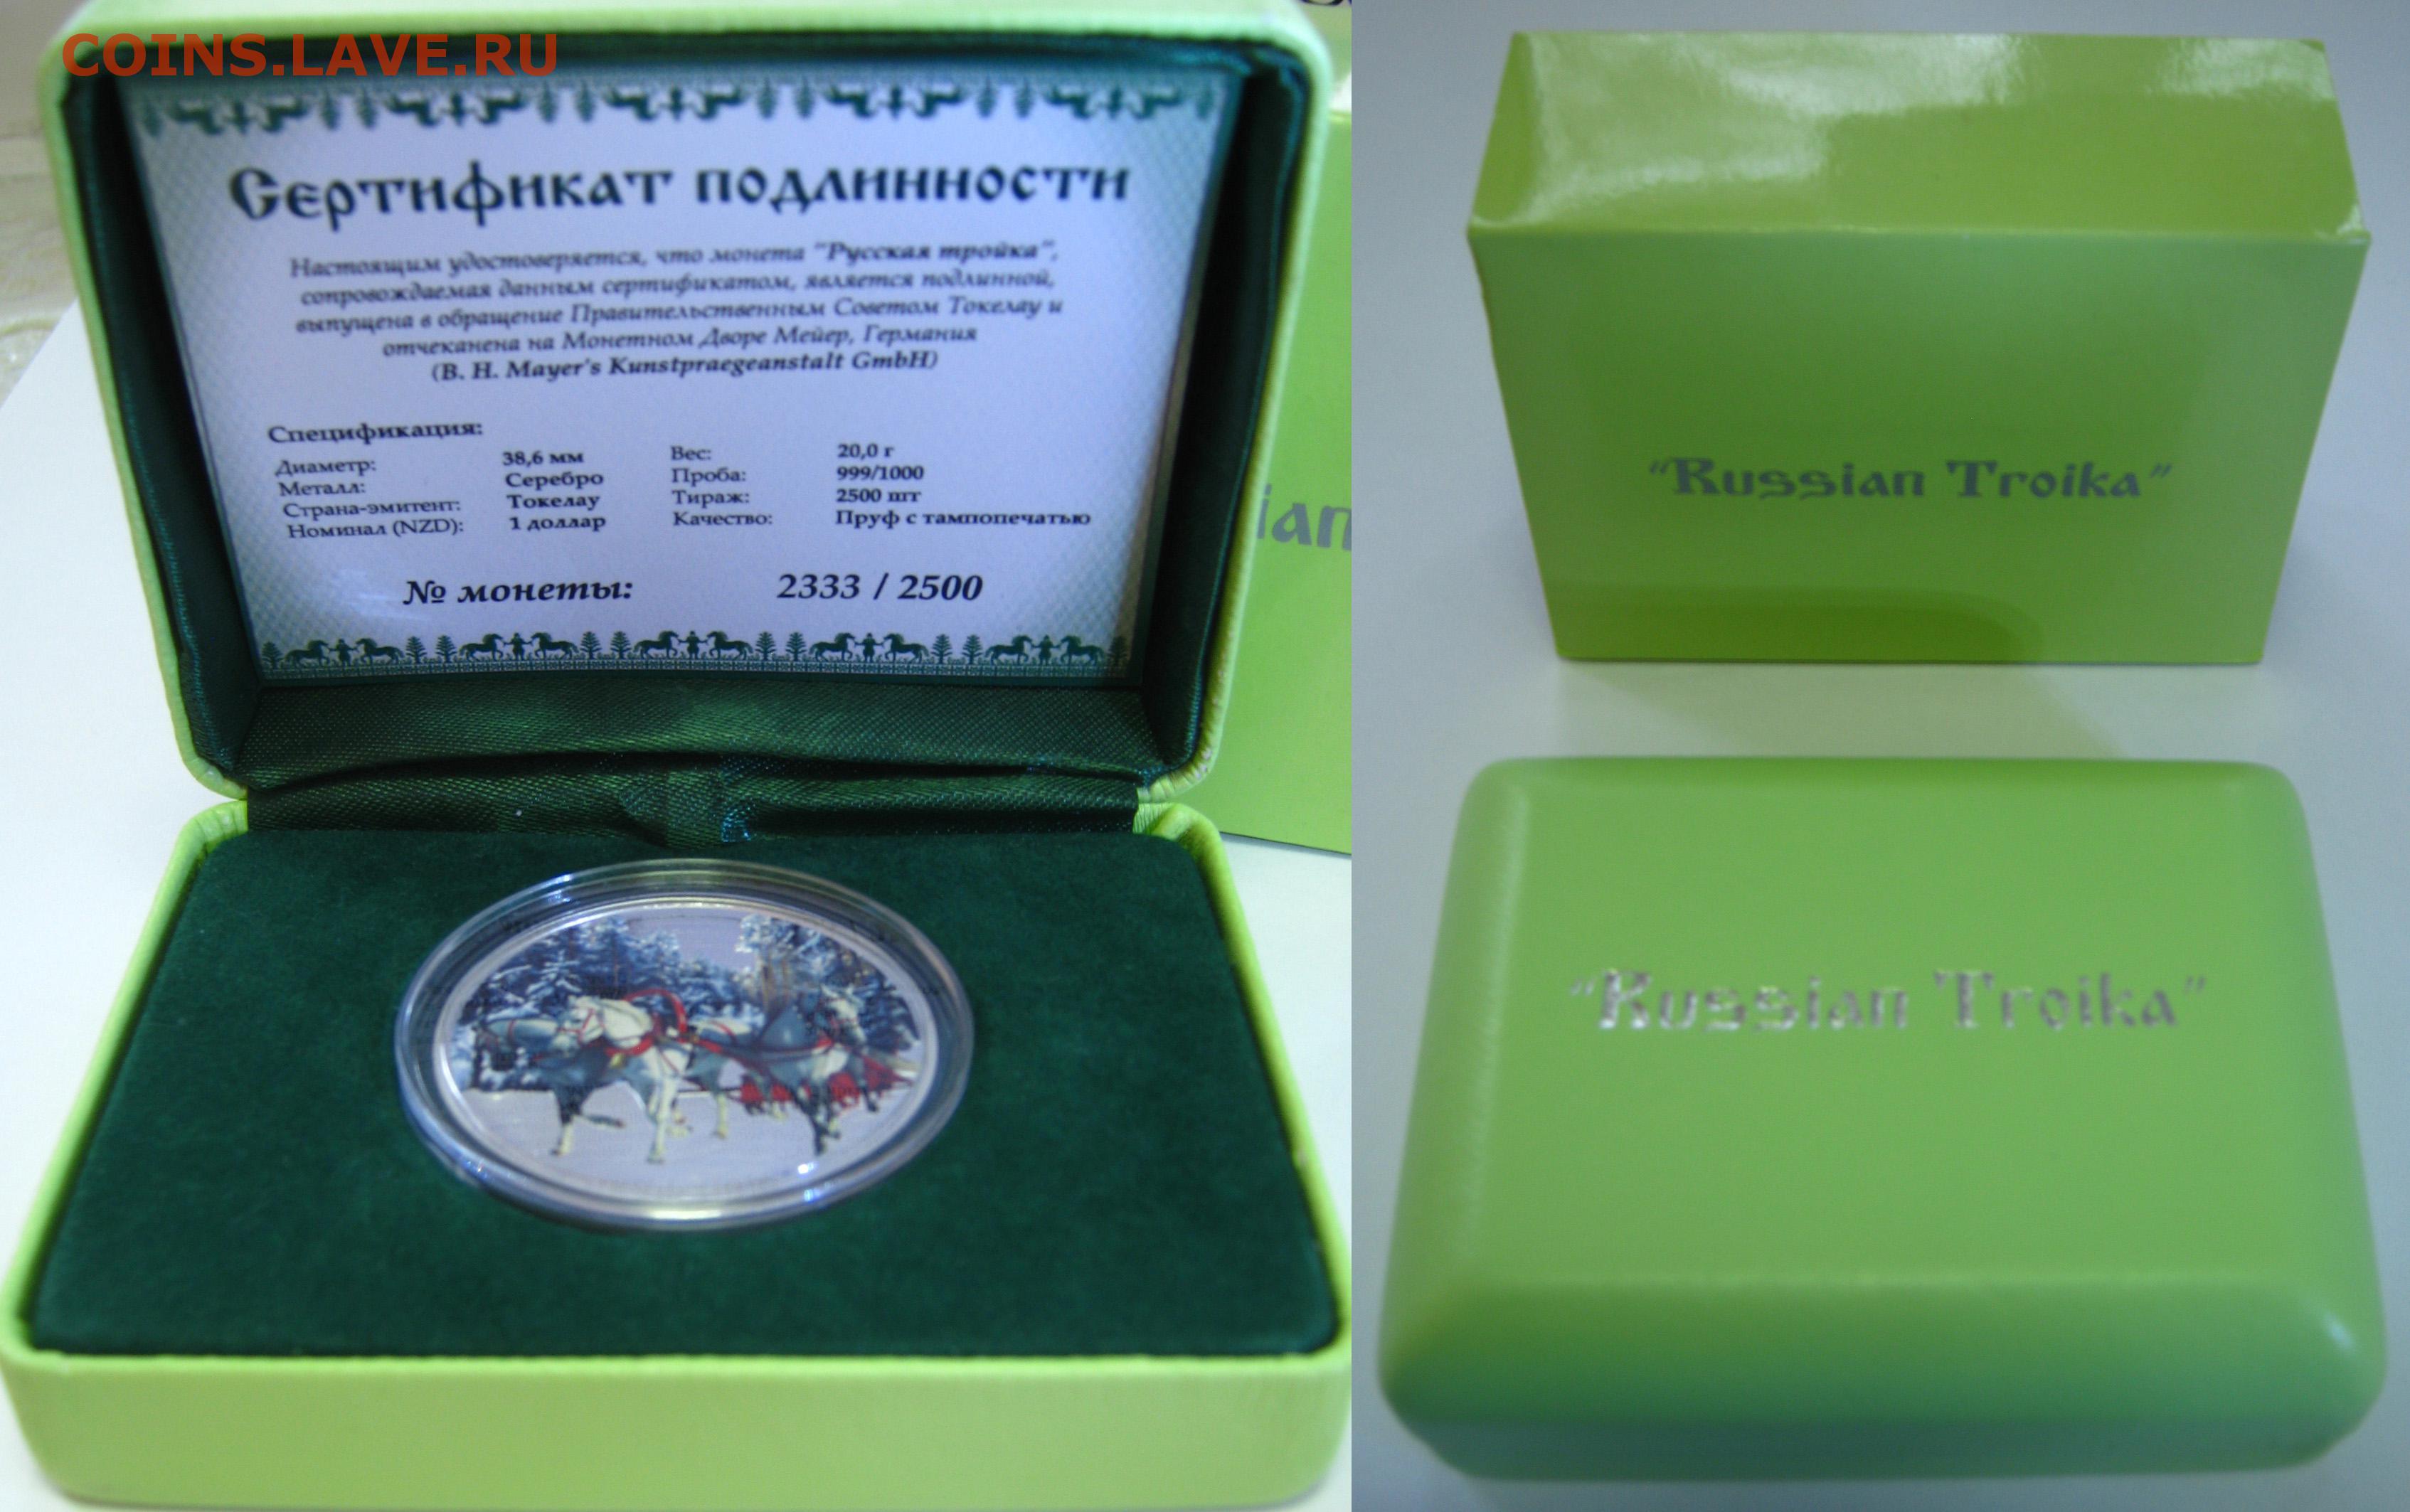 COINS.LAVE.RU
Сертификат подлинности
Настоящим удостоверяется, что монета "Русская тройка",
сопровождаемая данным сертификатом, является подлинной,
выпущена в обращение Правительственным Советом Токелау и
отчеканена на Монетном Дворе Мейер, Германия
(B. H. Mayer's Kunstpraegeanstalt GmbH)
Спецификация:
Диаметр: 38,6 мм Вес: 20,0 г
Металл: Серебро Проба: 999/1000
Страна-эмитент: Токелау Тираж: 2500 шт
Номинал (NZD): 1 доллар Качество: Пруф с тампопечатью
№ монеты: 2333 / 2500
ian
"Russian Troika"
"Russian Troika"